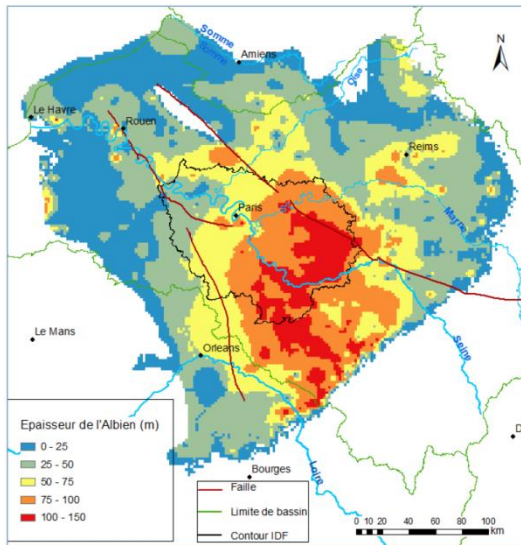 Somme
Somme
Amiens
N
Oise
Le Havre
Rouen
Reims
Paris
Marne
Le Mans
Orleans
Seine
Loire
Bourges
D
Epaisseur de l'Albien (m)
0 - 25
25 - 50
50 - 75
75 - 100
100 - 150
Faille
Limite de bassin
Contour IDF
0 10 20 40 60 80 100
km